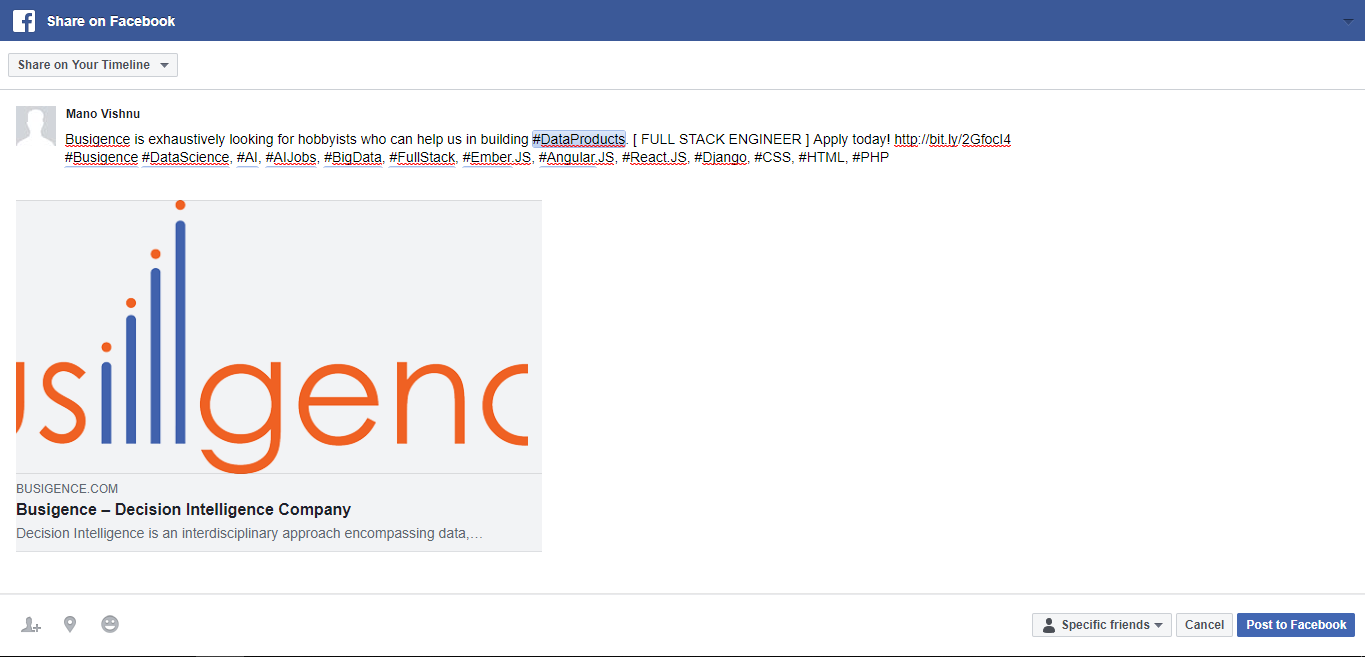 Share on Facebook
Share on Your Timeline
Mano Vishnu
Busigence is exhaustively looking for hobbyists who can help us in building #DataProducts. [ FULL STACK ENGINEER ] Apply today! http://bit.ly/2GfocI4
#Busigence #DataScience, #AI, #AIJobs, #BigData, #FullStack, #Ember.JS, #Angular.JS, #React.JS, #Django, #CSS, #HTML, #PHP
usillligenc
BUSIGENCE.COM
Busigence – Decision Intelligence Company
Decision Intelligence is an interdisciplinary approach encompassing data,…
Specific friends
Cancel
Post to Facebook